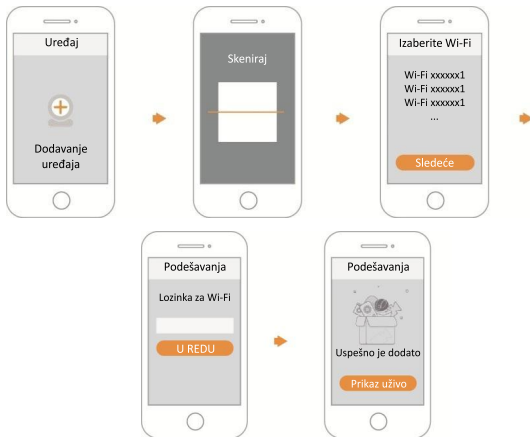 Uređaj
Dodavanje
uređaja
Skeniraj
Izaberite Wi-Fi
Wi-Fi xxxxxx1
Wi-Fi xxxxxx1
Wi-Fi xxxxxx1
...
Sledeće
Podešavanja
Lozinka za Wi-Fi
U REDU
Podešavanja
Uspešno je dodato
Prikaz uživo